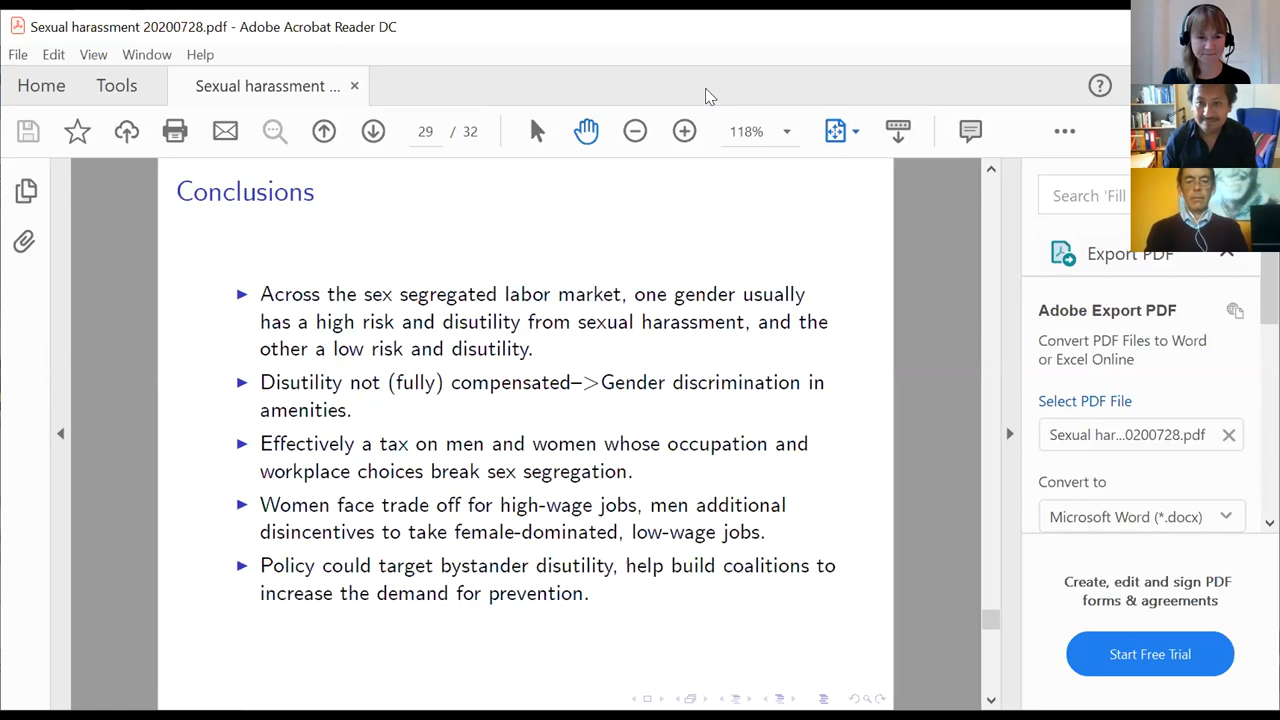 Sexual harassment 20200728.pdf - Adobe Acrobat Reader DC
File Edit View Window Help
Home Tools Sexual harassment ... ×
29 / 32 118%
Conclusions
Across the sex segregated labor market, one gender usually
has a high risk and disutility from sexual harassment, and the
other a low risk and disutility.
Disutility not (fully) compensated–>Gender discrimination in
amenities.
Effectively a tax on men and women whose occupation and
workplace choices break sex segregation.
Women face trade off for high-wage jobs, men additional
disincentives to take female-dominated, low-wage jobs.
Policy could target bystander disutility, help build coalitions to
increase the demand for prevention.
Search 'Fill
Export PDF
Adobe Export PDF
Convert PDF Files to Word
or Excel Online
Select PDF File
Sexual har...0200728.pdf
Convert to
Microsoft Word (*.docx)
Create, edit and sign PDF
forms & agreements
Start Free Trial